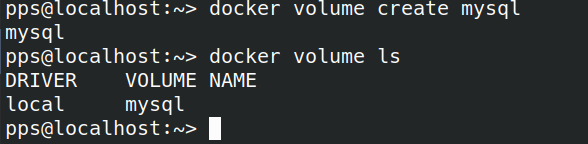 pps@localhost:~> docker volume create mysql
mysql
pps@localhost:~> docker volume ls
DRIVER    VOLUME NAME
local     mysql
pps@localhost:~>